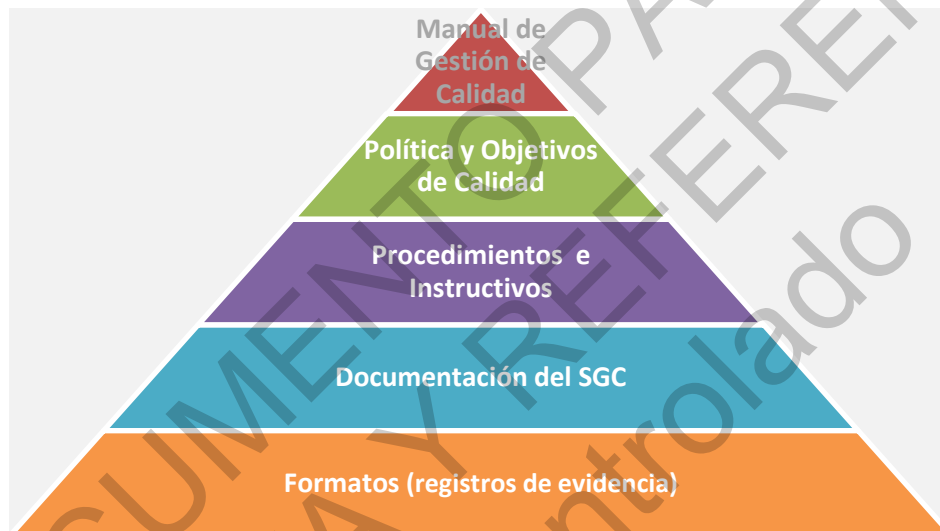 Manual de
Gestión de
Calidad
Política y Objetivos
de Calidad
Procedimientos e
Instructivos
Documentación del SGC
Formatos (registros de evidencia)